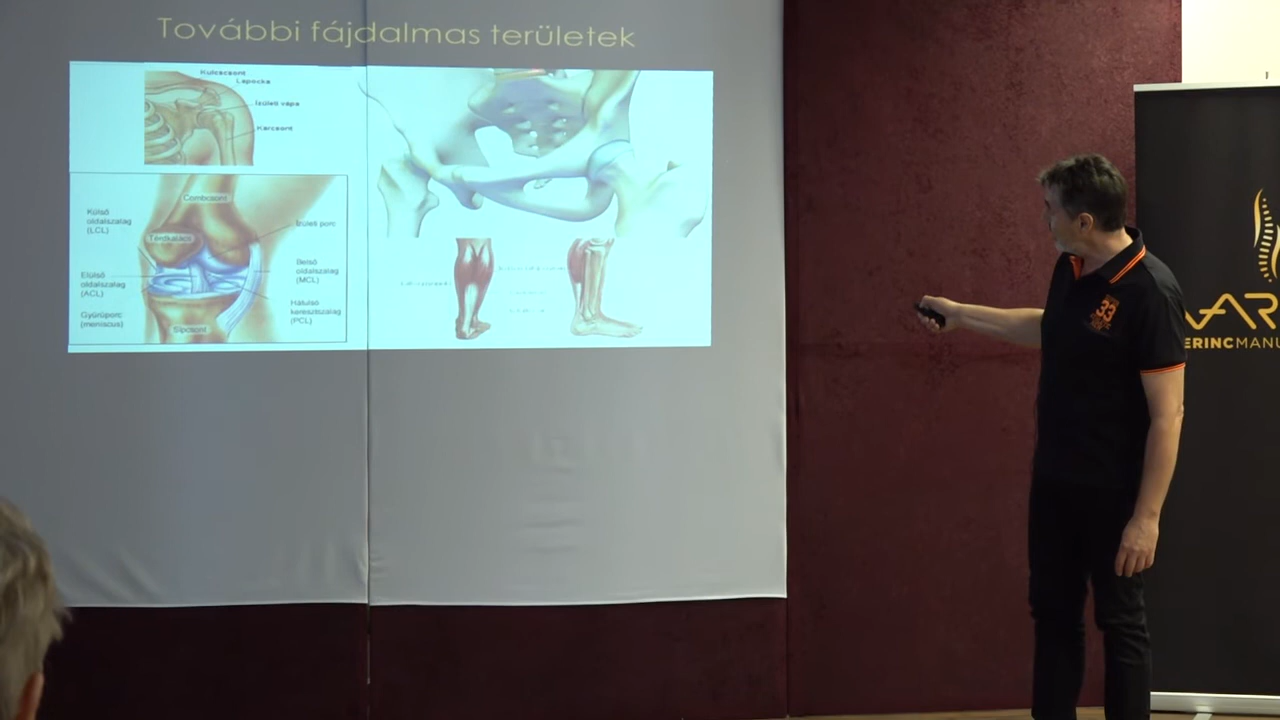 További fájdalmas területek
Kulcscsont
Lapocka
Ízületi vápa
Karcsont
Combcsont
Külső
oldalszalag
(LCL)
Térdkalács
Ízületi porc
Elülső
oldalszalag
(ACL)
Belső
oldalszalag
(MCL)
Gyűrűporc
(meniscus)
Hátulsó
keresztszalag
(PCL)
Sípcsont
33
ERINCMANU